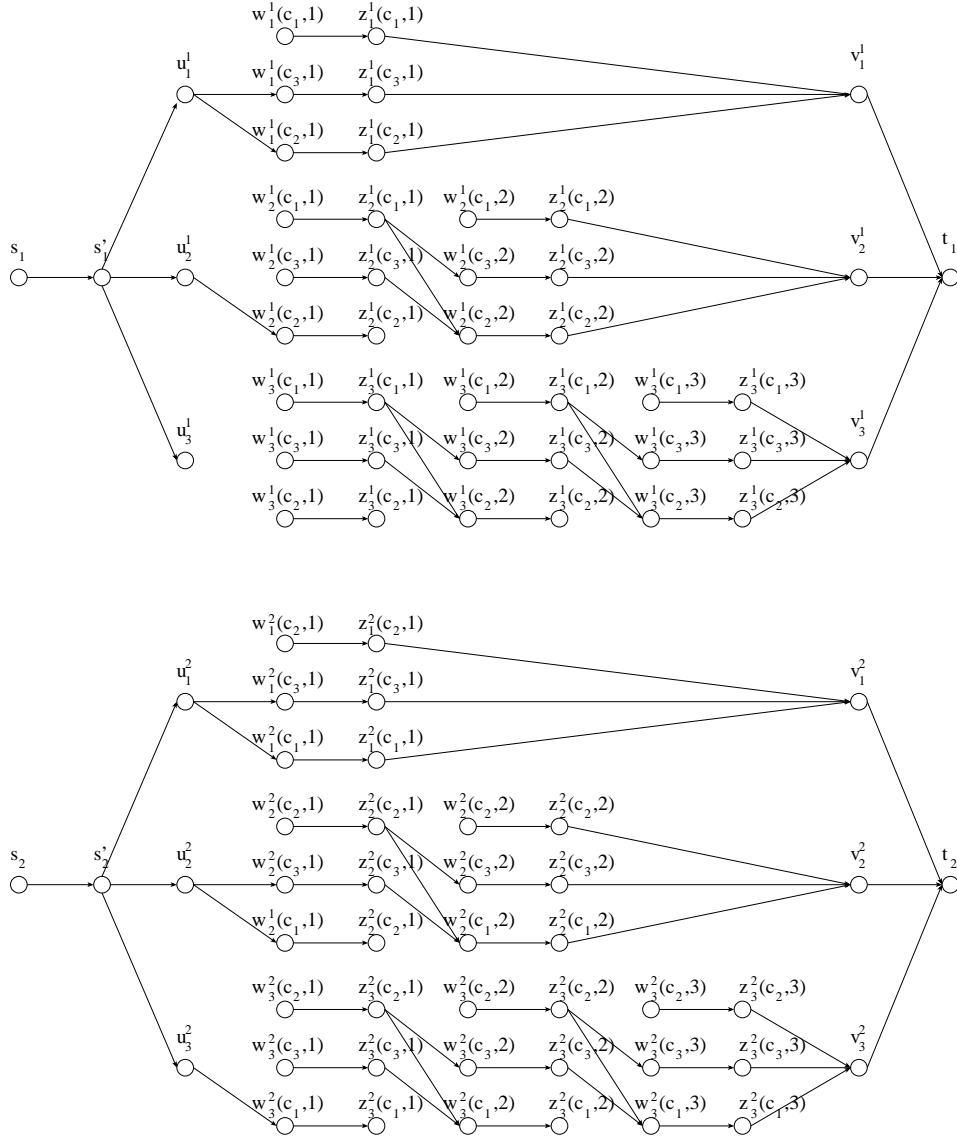 w_1^1(c_1,1) z_1^1(c_1,1)
u_1^1 w_1^1(c_3,1) z_1^1(c_3,1) v_1^1
w_1^1(c_2,1) z_1^1(c_2,1)
w_2^1(c_1,1) z_2^1(c_1,1) w_2^1(c_1,2) z_2^1(c_1,2)
s_1 s'_1 u_2^1 w_2^1(c_3,1) z_2^1(c_3,1) w_2^1(c_3,2) z_2^1(c_3,2) v_2^1 t_1
w_2^1(c_2,1) z_2^1(c_2,1) w_2^1(c_2,2) z_2^1(c_2,2)
w_3^1(c_1,1) z_3^1(c_1,1) w_3^1(c_1,2) z_3^1(c_1,2) w_3^1(c_1,3) z_3^1(c_1,3)
u_3^1 w_3^1(c_3,1) z_3^1(c_3,1) w_3^1(c_3,2) z_3^1(c_3,2) w_3^1(c_3,3) z_3^1(c_3,3) v_3^1
w_3^1(c_2,1) z_3^1(c_2,1) w_3^1(c_2,2) z_3^1(c_2,2) w_3^1(c_2,3) z_3^1(c_2,3)
w_1^2(c_2,1) z_1^2(c_2,1)
u_1^2 w_1^2(c_3,1) z_1^2(c_3,1) v_1^2
w_1^2(c_1,1) z_1^2(c_1,1)
w_2^2(c_2,1) z_2^2(c_2,1) w_2^2(c_2,2) z_2^2(c_2,2)
s_2 s'_2 u_2^2 w_2^2(c_3,1) z_2^2(c_3,1) w_2^2(c_3,2) z_2^2(c_3,2) v_2^2 t_2
w_2^1(c_1,1) z_2^2(c_2,1) w_2^2(c_1,2) z_2^2(c_1,2)
w_3^2(c_2,1) z_3^2(c_2,1) w_3^2(c_2,2) z_3^2(c_2,2) w_3^2(c_2,3) z_3^2(c_2,3)
u_3^2 w_3^2(c_3,1) z_3^2(c_3,1) w_3^2(c_3,2) z_3^2(c_3,2) w_3^2(c_3,3) z_3^2(c_3,3) v_3^2
w_3^2(c_1,1) z_3^2(c_1,1) w_3^2(c_1,2) z_3^2(c_1,2) w_3^2(c_1,3) z_3^2(c_1,3)